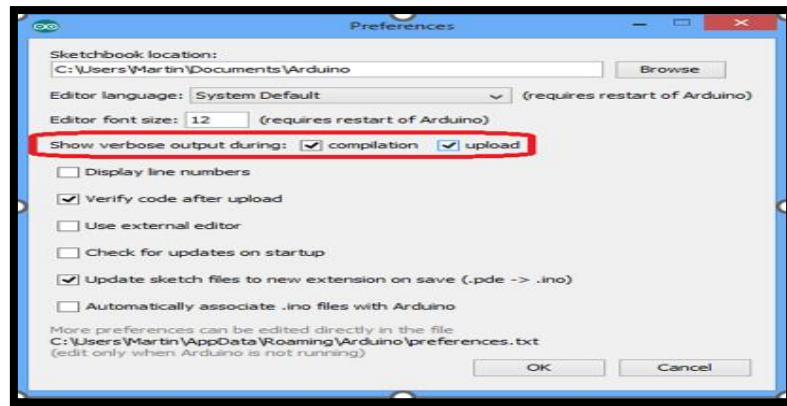 Preferences
Sketchbook location:
C:\Users\Martin\Documents\Arduino Browse
Editor language: System Default (requires restart of Arduino)
Editor font size: 12 (requires restart of Arduino)
Show verbose output during: compilation upload
Display line numbers
Verify code after upload
Use external editor
Check for updates on startup
Update sketch files to new extension on save (.pde -> .ino)
Automatically associate .ino files with Arduino
More preferences can be edited directly in the file
C:\Users\Martin\AppData\Roaming\Arduino\preferences.txt
(edit only when Arduino is not running)
OK Cancel